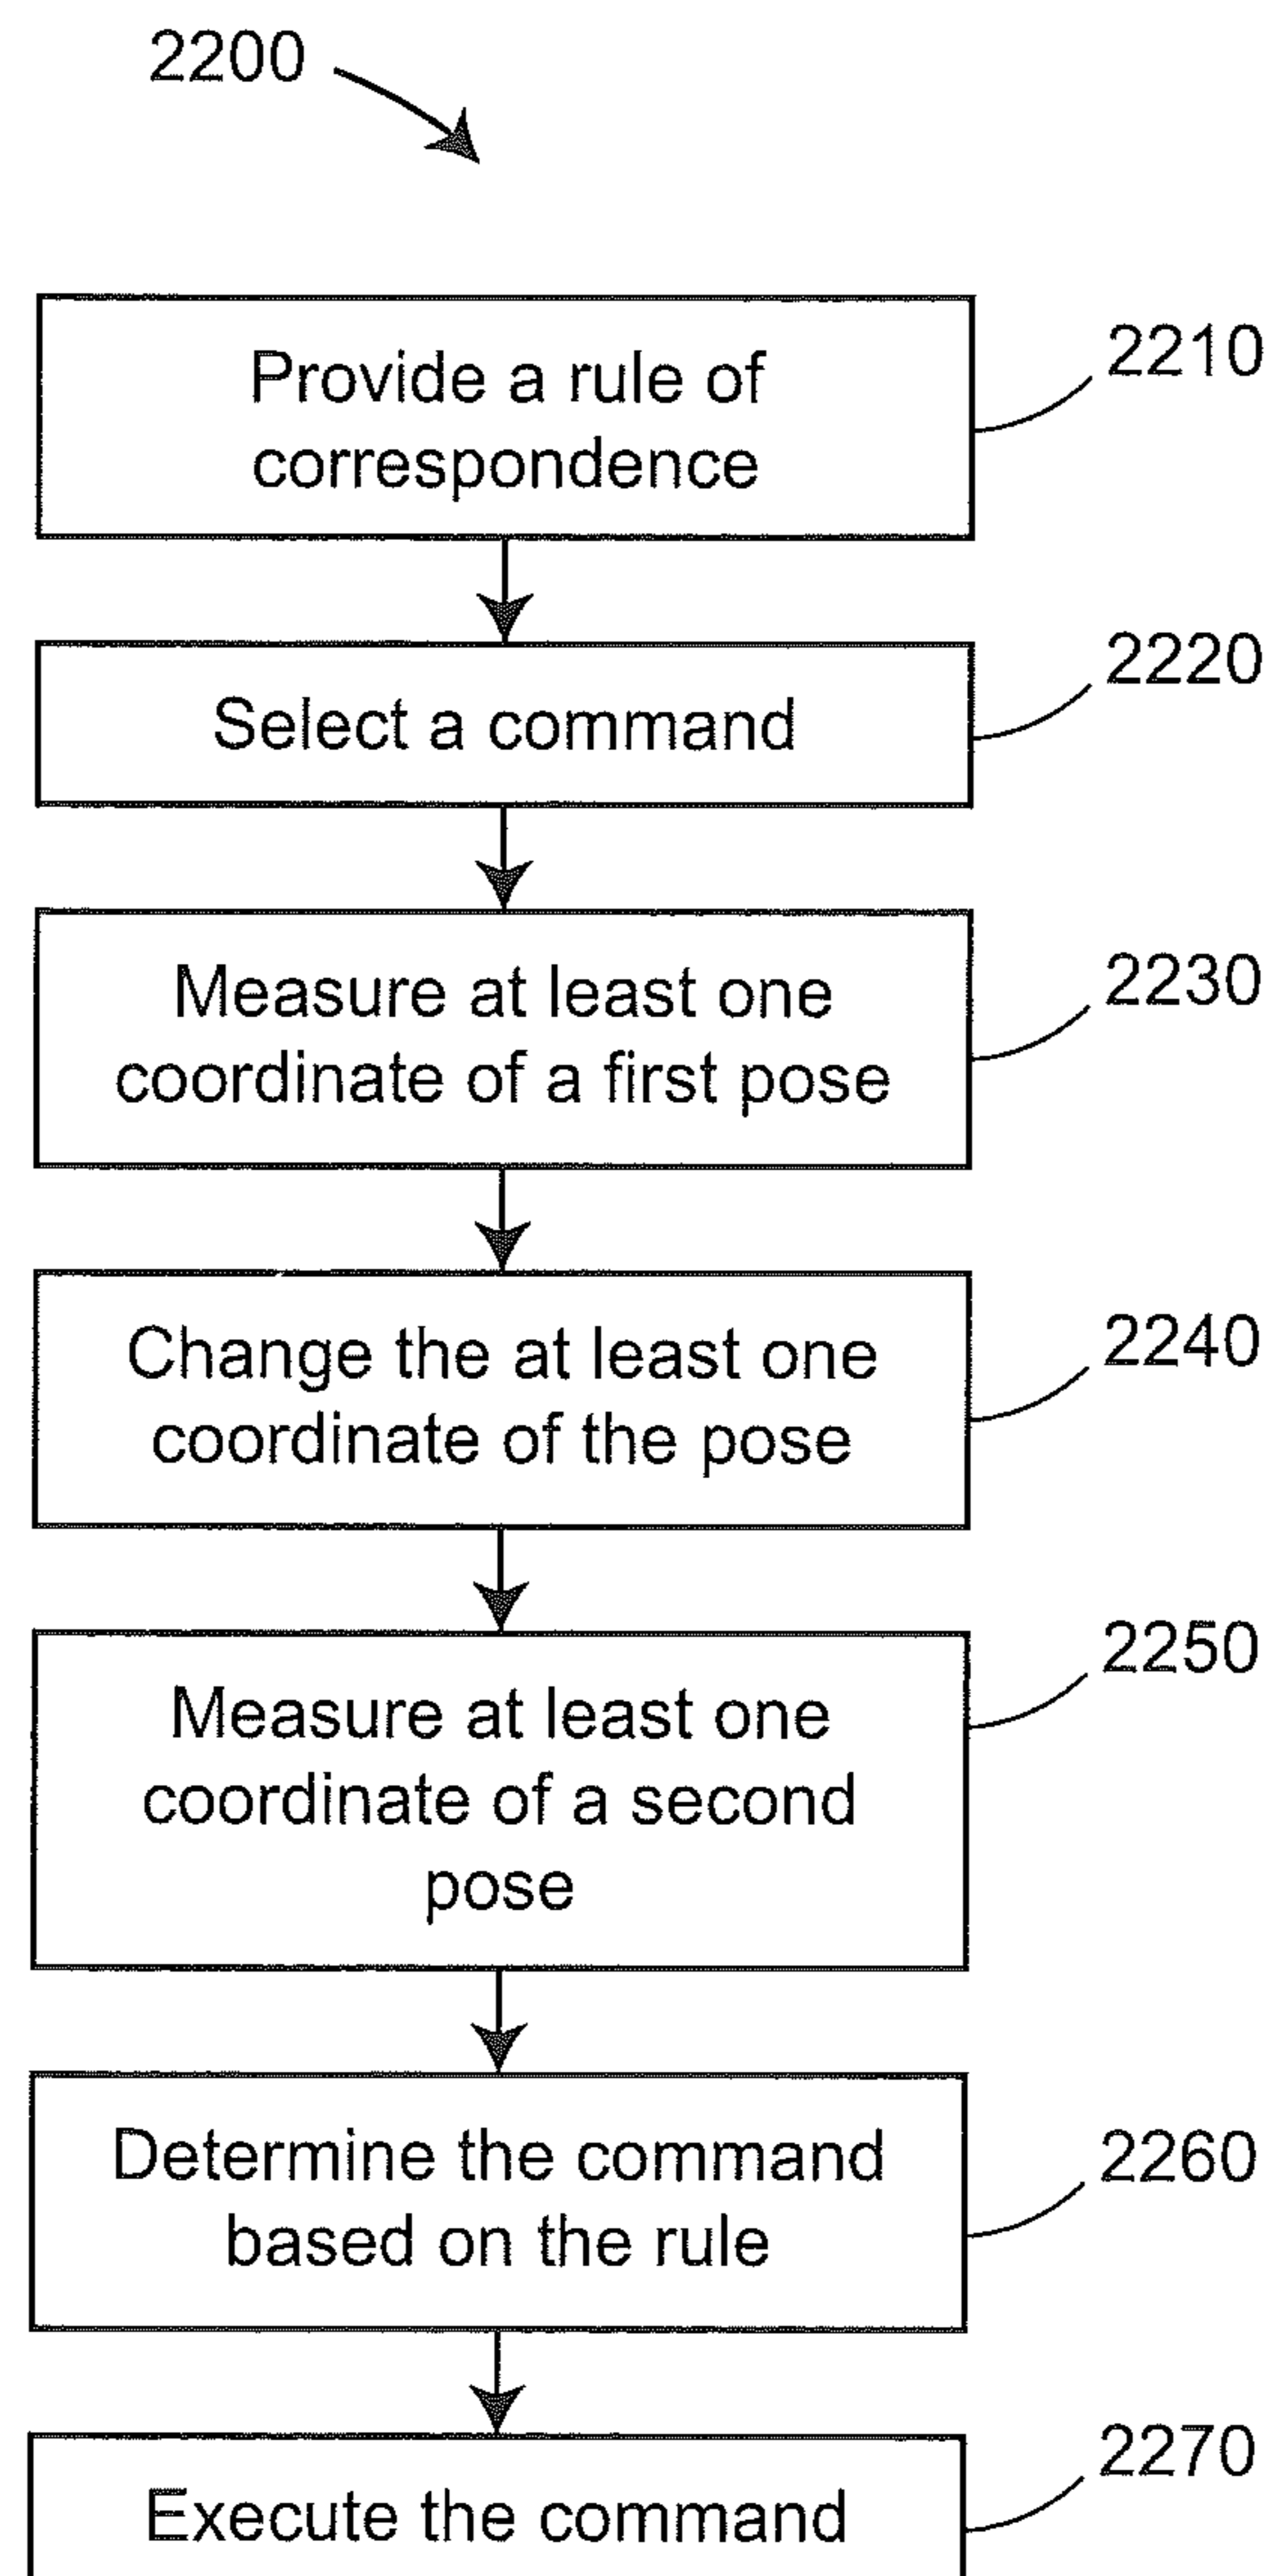 2200
Provide a rule of
correspondence
2210
Select a command
2220
Measure at least one
coordinate of a first pose
2230
Change the at least one
coordinate of the pose
2240
Measure at least one
coordinate of a second
pose
2250
Determine the command
based on the rule
2260
Execute the command
2270